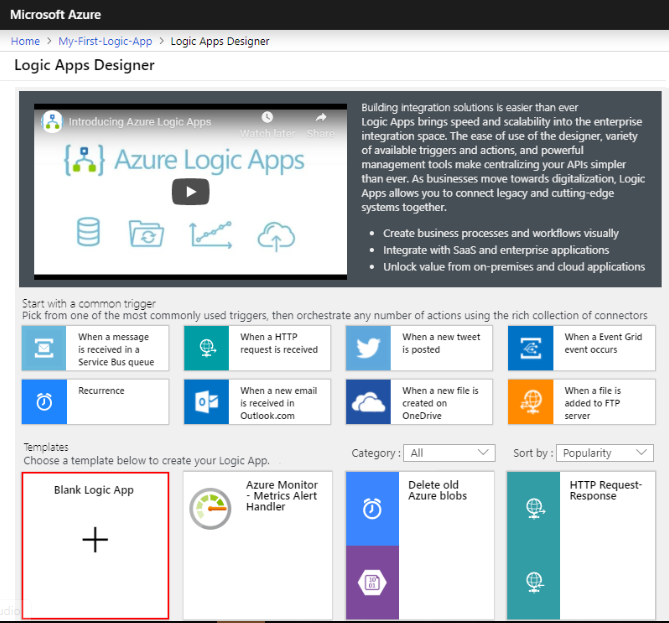 Microsoft Azure
Home > My-First-Logic-App > Logic Apps Designer
Logic Apps Designer
Introducing Azure Logic Apps
Watch later
Share
Azure Logic Apps
Building integration solutions is easier than ever
Logic Apps brings speed and scalability into the enterprise
integration space. The ease of use of the designer, variety
of available triggers and actions, and powerful
management tools make centralizing your APIs simpler
than ever. As businesses move towards digitalization, Logic
Apps allows you to connect legacy and cutting-edge
systems together.
• Create business processes and workflows visually
• Integrate with SaaS and enterprise applications
• Unlock value from on-premises and cloud applications
Start with a common trigger
Pick from one of the most commonly used triggers, then orchestrate any number of actions using the rich collection of connectors
When a message
is received in a
Service Bus queue
When a HTTP
request is received
When a new tweet
is posted
When a Event Grid
event occurs
Recurrence
When a new email
is received in
Outlook.com
When a new file is
created on
OneDrive
When a file is
added to FTP
server
Templates
Choose a template below to create your Logic App.
Category : All
Sort by : Popularity
Blank Logic App
Azure Monitor
- Metrics Alert
Handler
Delete old
Azure blobs
HTTP Request-
Response